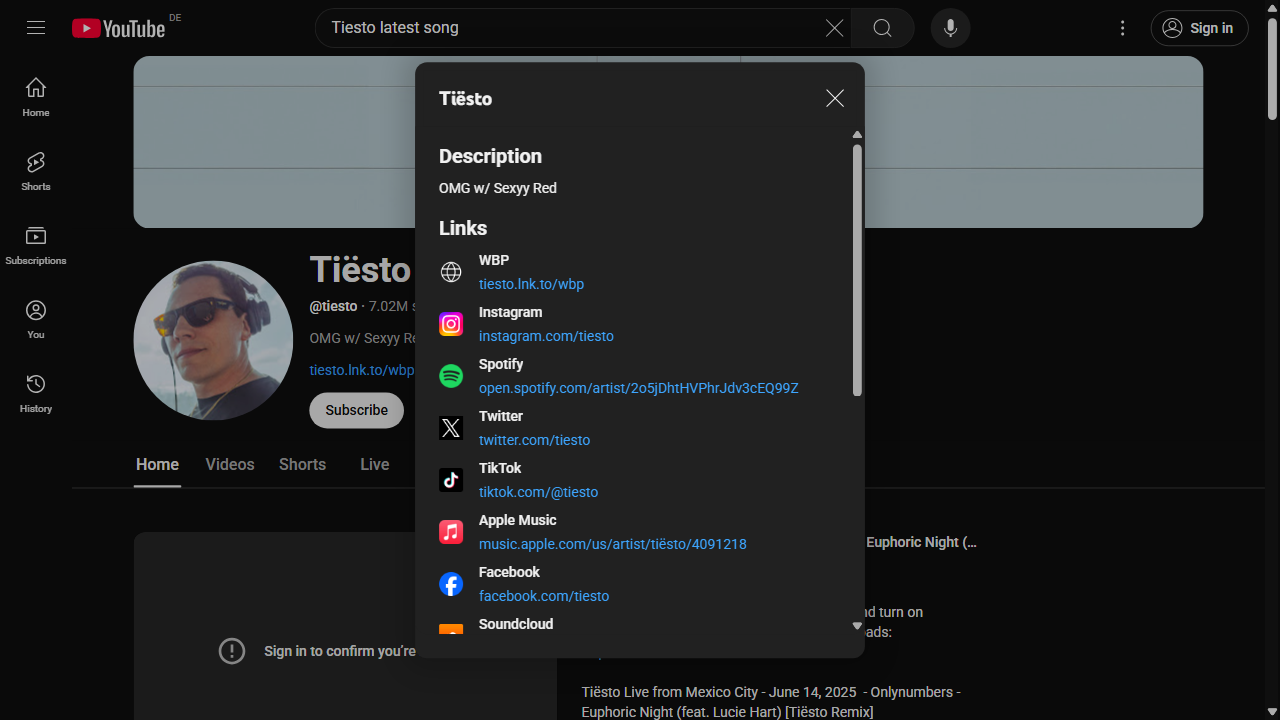 YouTube DE
Tiesto latest song
Sign in
Home
Shorts
Subscriptions
You
History
Tiësto
@tiesto · 7.02M
OMG w/ Sexyy
tiesto.lnk.to/wbp
Subscribe
Home Videos Shorts Live
Sign in to confirm you're
Tiësto
Description
OMG w/ Sexyy Red
Links
WBP
tiesto.lnk.to/wbp
Instagram
instagram.com/tiesto
Spotify
open.spotify.com/artist/2o5jDhtHVPhrJdv3cEQ99Z
Twitter
twitter.com/tiesto
TikTok
tiktok.com/@tiesto
Apple Music
music.apple.com/us/artist/tiësto/4091218
Facebook
facebook.com/tiesto
Soundcloud
Euphoric Night (...
turn on
Tiësto Live from Mexico City - June 14, 2025 - Onlynumbers -
Euphoric Night (feat. Lucie Hart) [Tiësto Remix]